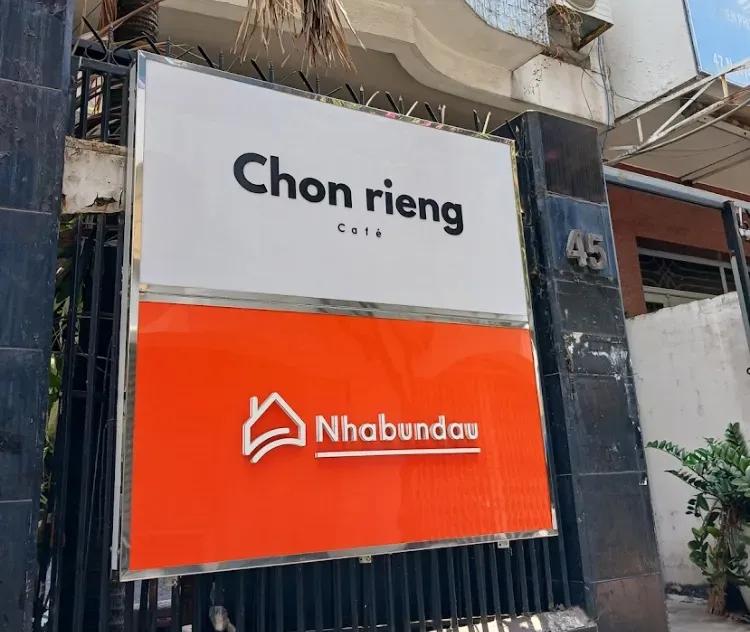 Chon rieng
Café
45
Nhabundau